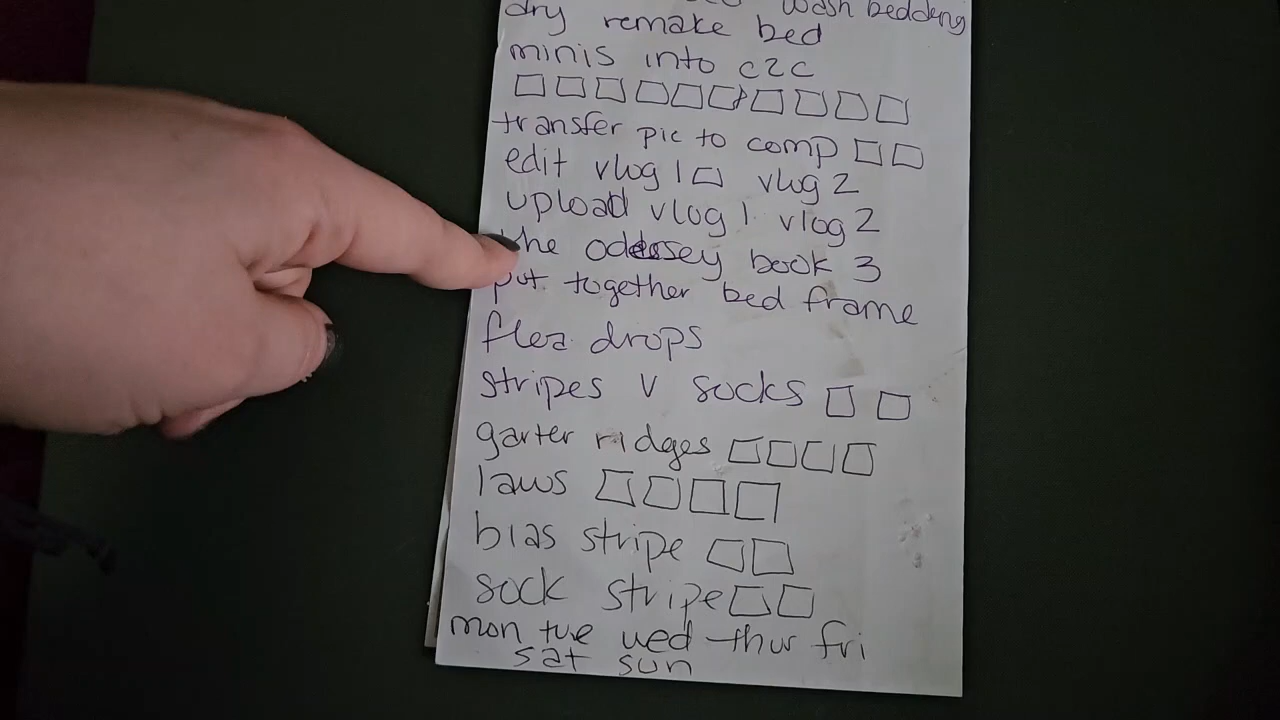 wash bedding
dry remake bed
minis into c2c
transfer pic to comp
edit vlog 1 vlog 2
upload vlog 1 vlog 2
the odessey book 3
put together bed frame
flea drops
stripes v socks
garter ridges
laws
bias stripe
sock stripe
mon tue wed thur fri
sat sun